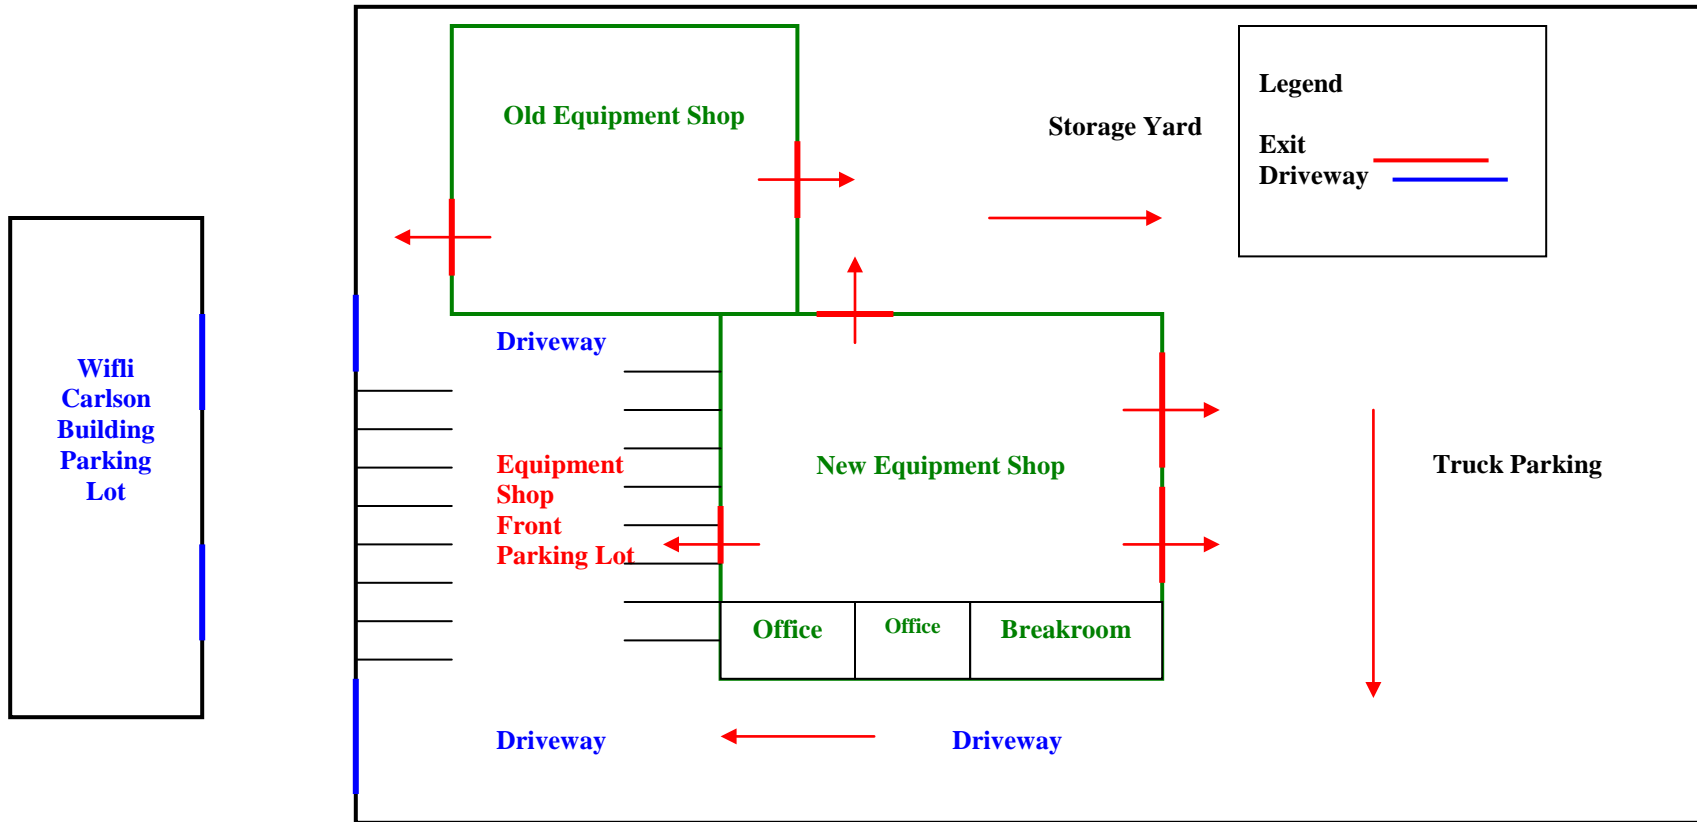 Old Equipment Shop
Storage Yard
Legend
Exit
Driveway
Wifli
Carlson
Building
Parking
Lot
Driveway
Equipment
Shop
Front
Parking Lot
New Equipment Shop
Truck Parking
Office
Office
Breakroom
Driveway
Driveway